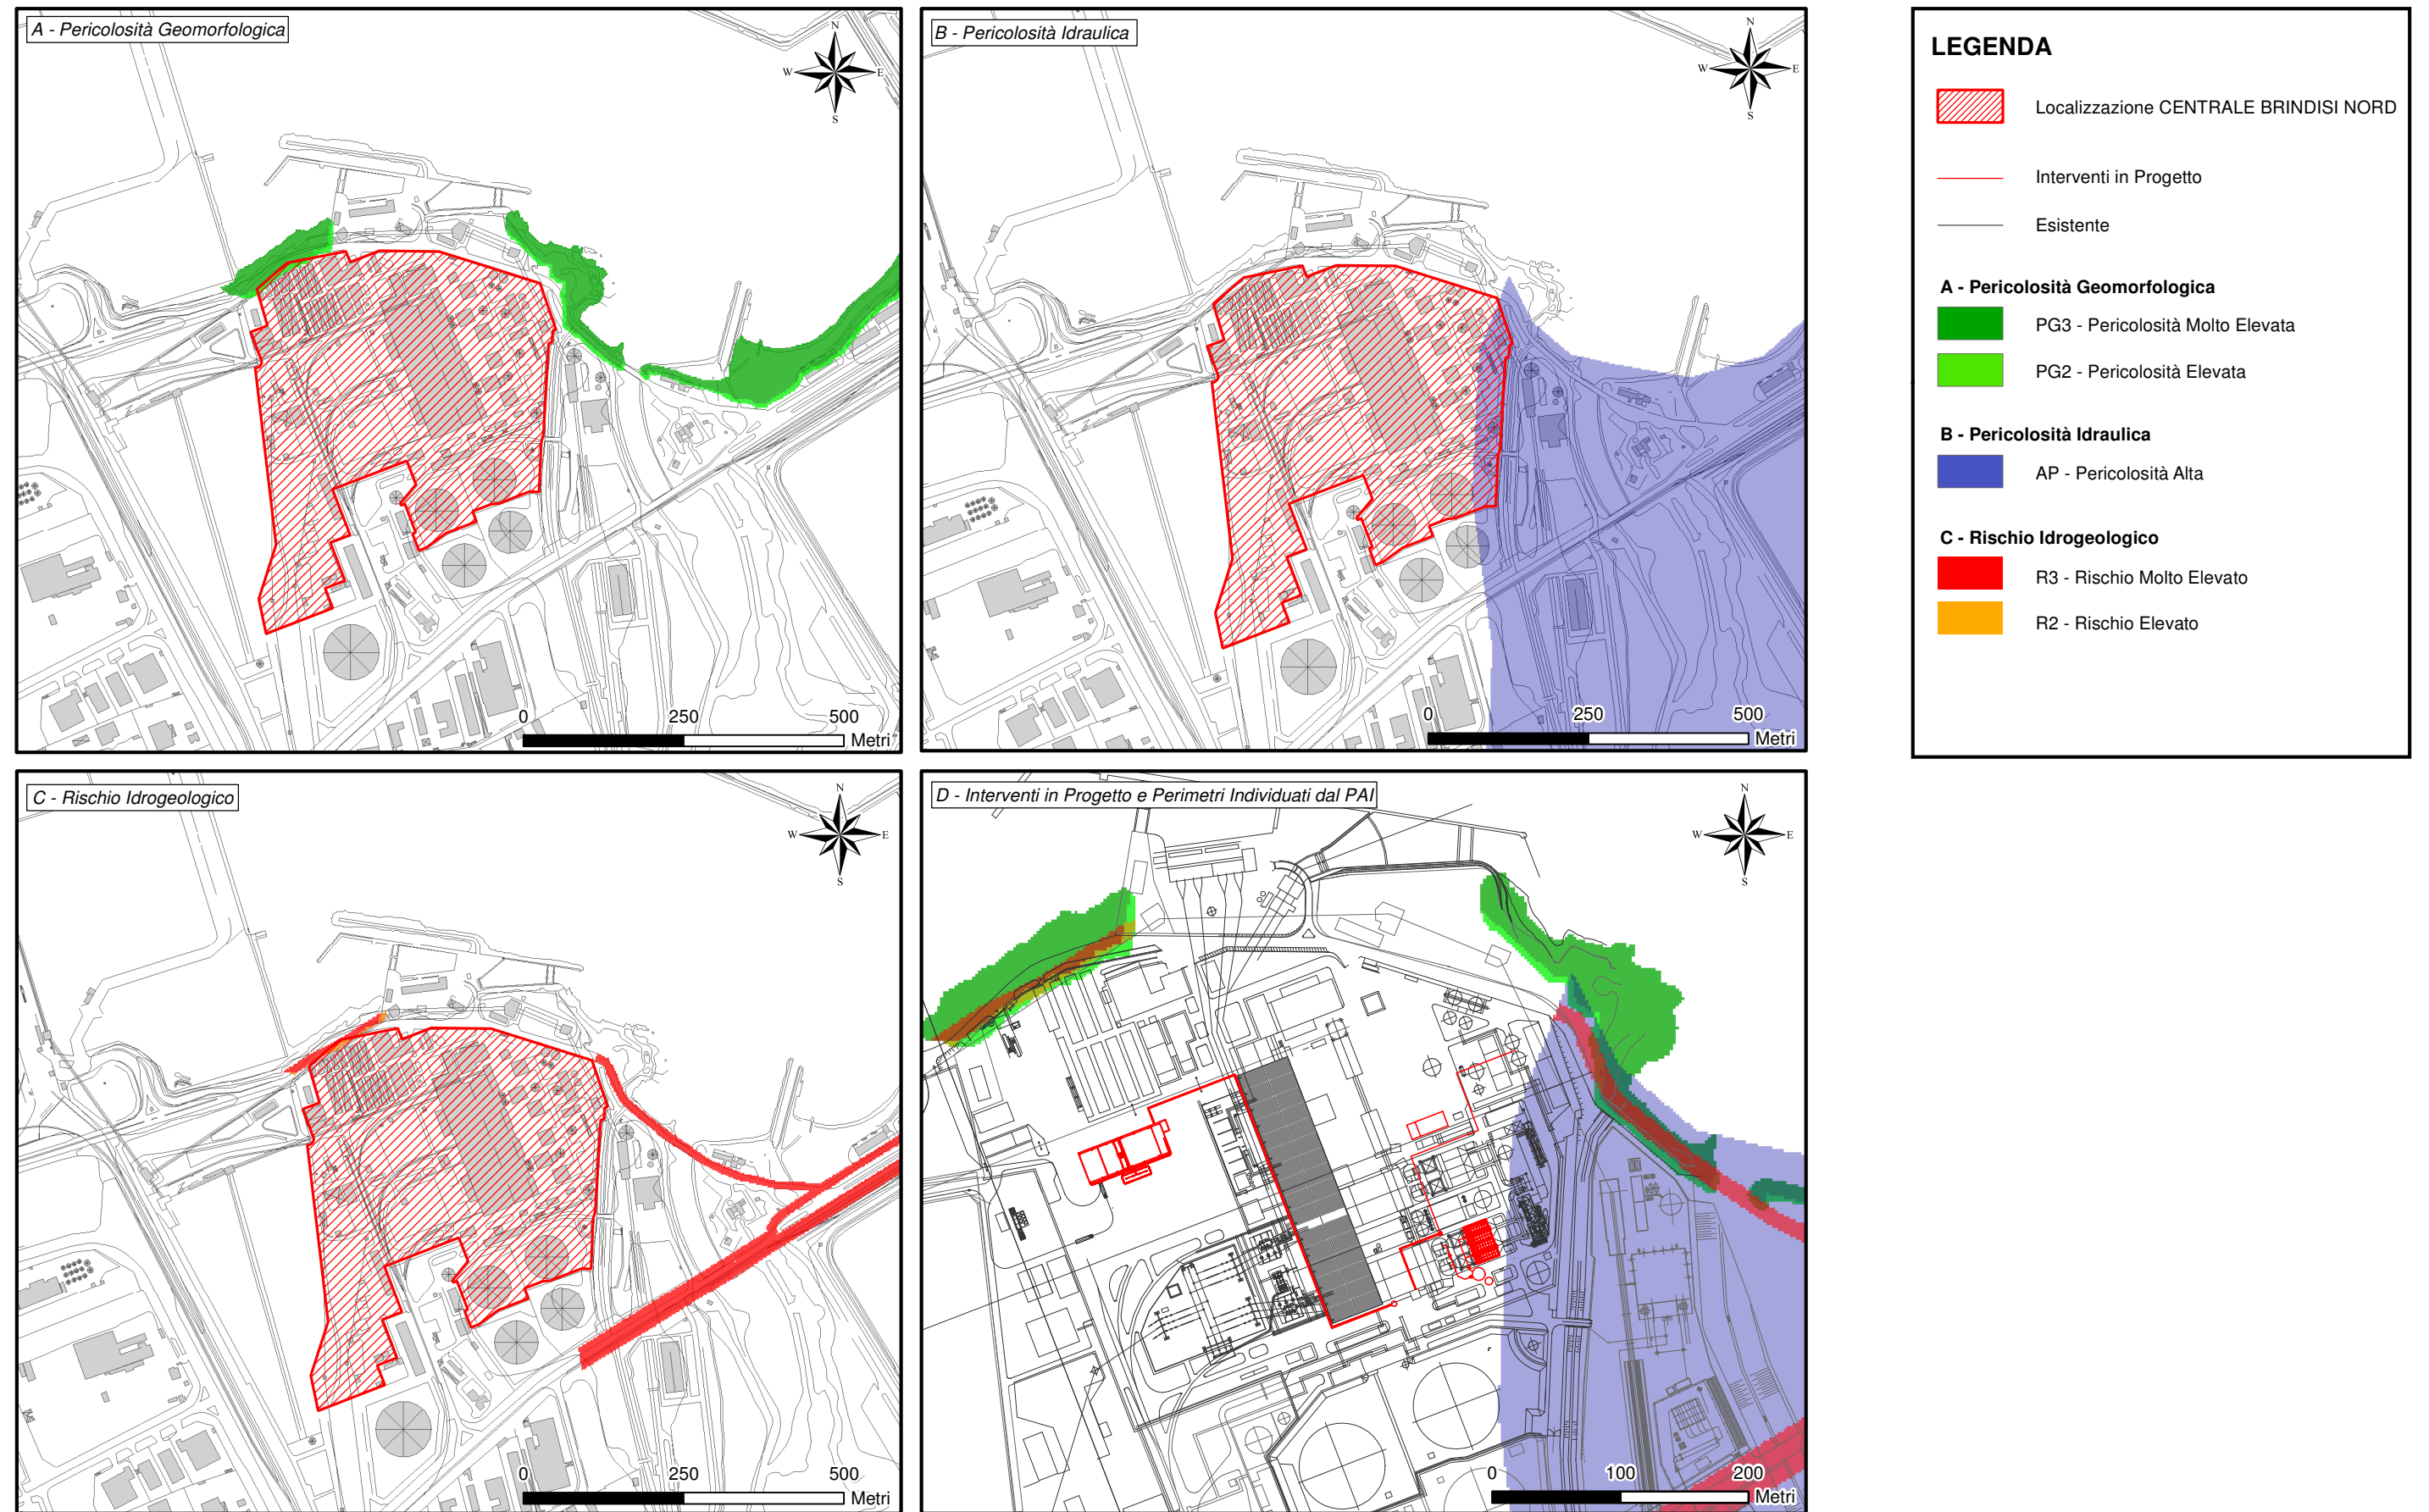 A - Pericolosità Geomorfologica
N
W
E
S
0
250
500
Metri
B - Pericolosità Idraulica
N
W
E
S
0
250
500
Metri
LEGENDA
Localizzazione CENTRALE BRINDISI NORD
Interventi in Progetto
Esistente
A - Pericolosità Geomorfologica
PG3 - Pericolosità Molto Elevata
PG2 - Pericolosità Elevata
B - Pericolosità Idraulica
AP - Pericolosità Alta
C - Rischio Idrogeologico
R3 - Rischio Molto Elevato
R2 - Rischio Elevato
C - Rischio Idrogeologico
N
W
E
S
0
250
500
Metri
D - Interventi in Progetto e Perimetri Individuati dal PAI
N
W
E
S
0
100
200
Metri